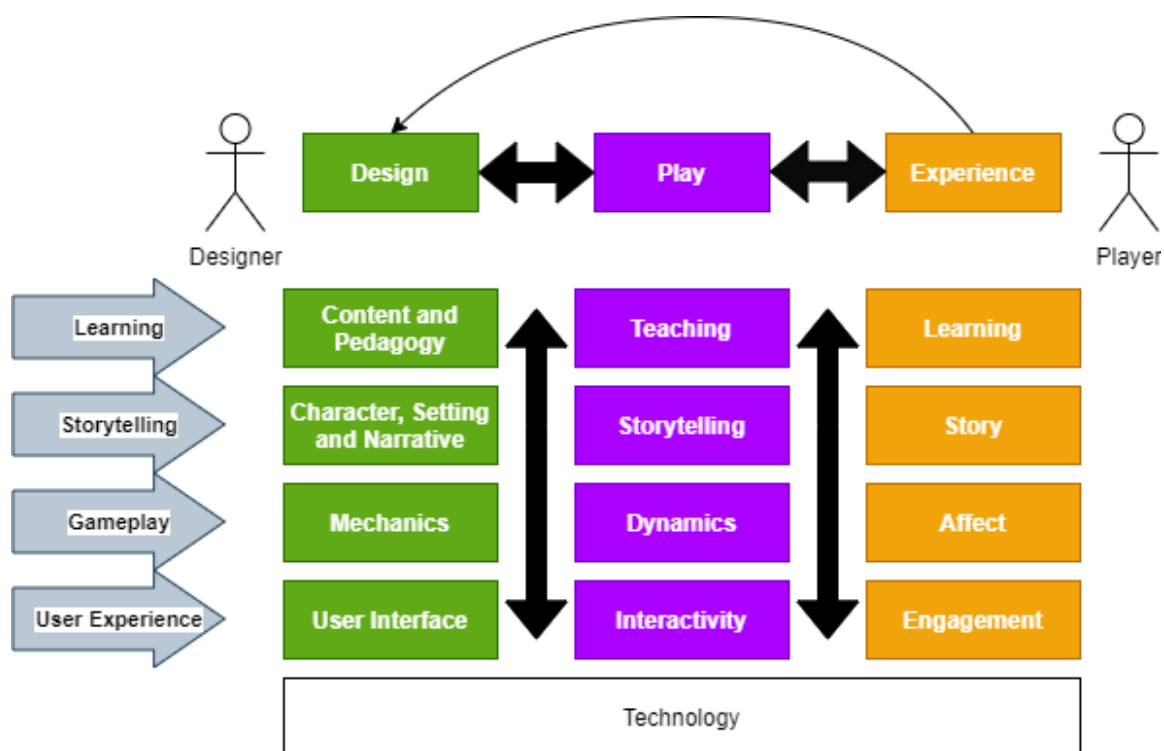 Design
Play
Experience
Designer
Player
Learning
Content and
Pedagogy
Teaching
Learning
Storytelling
Character, Setting
and Narrative
Storytelling
Story
Gameplay
Mechanics
Dynamics
Affect
User Experience
User Interface
Interactivity
Engagement
Technology